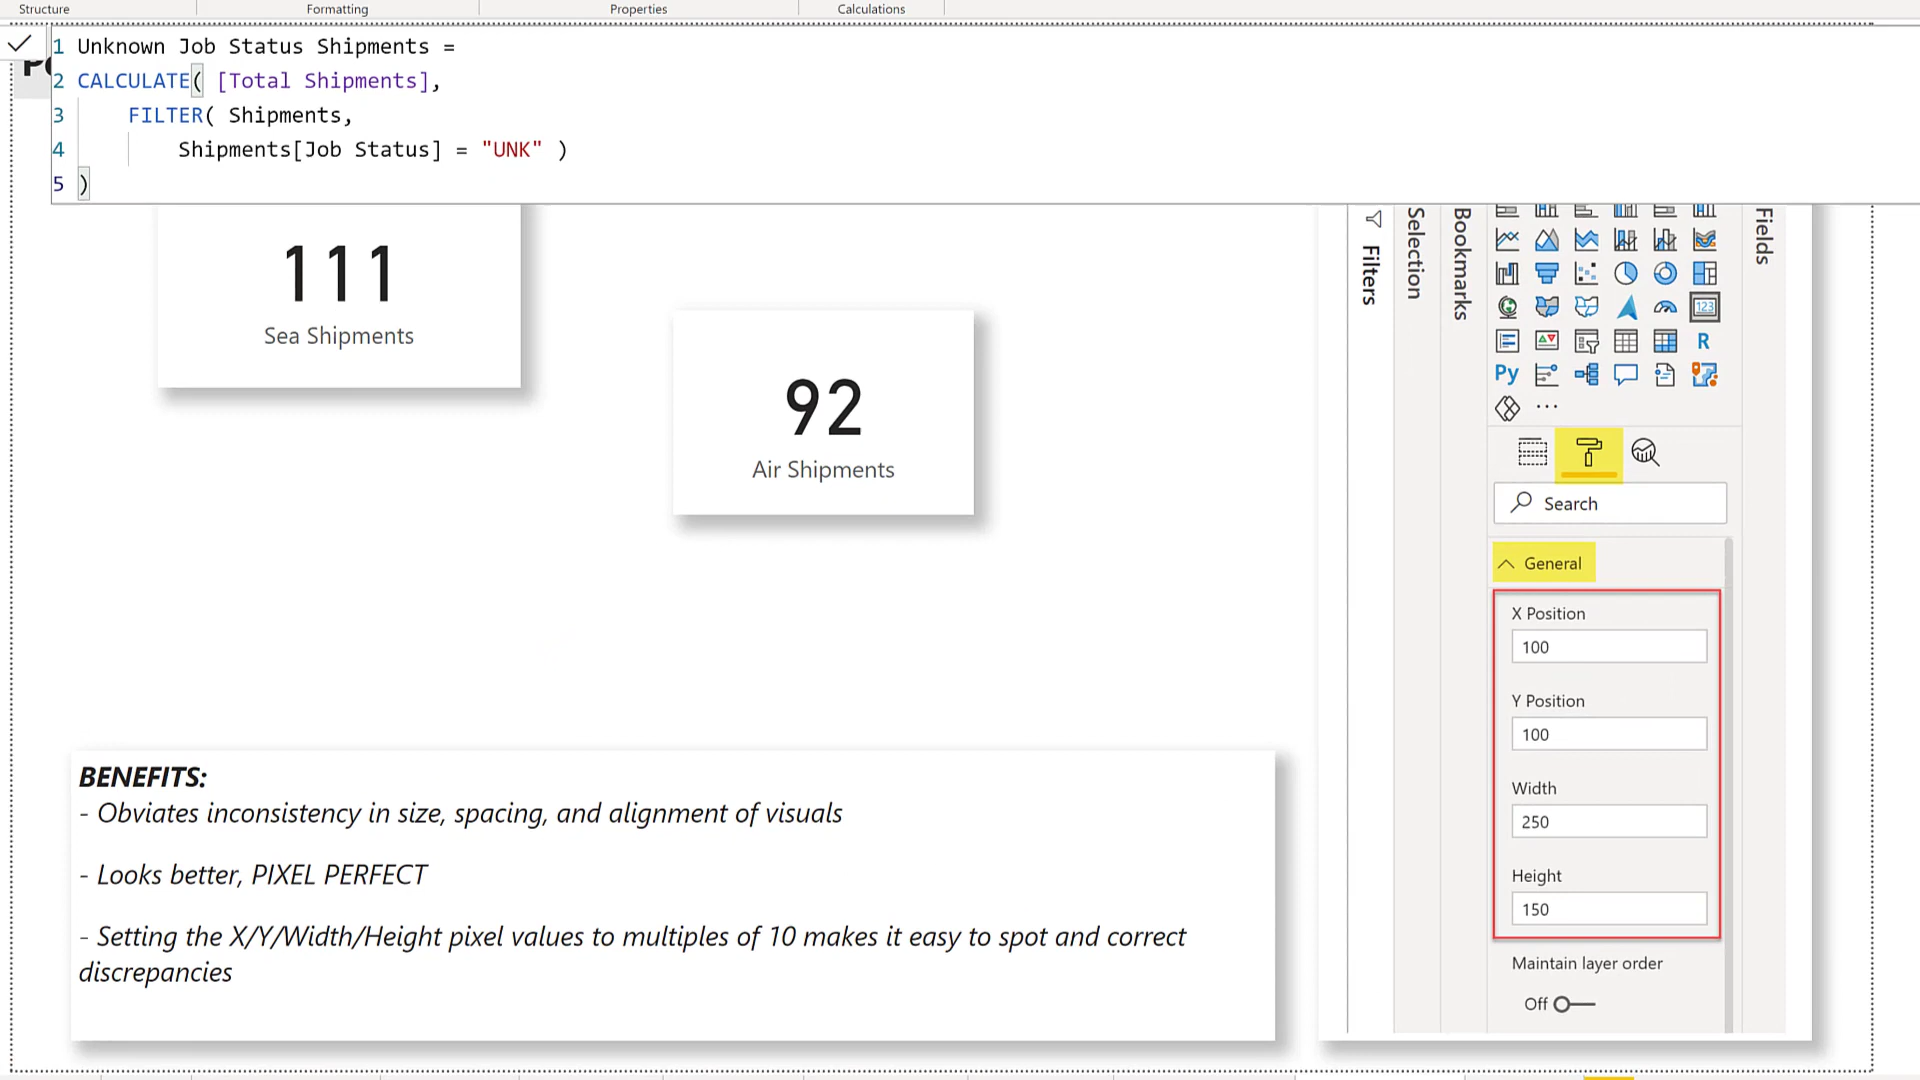 Structure
Formatting
Properties
Calculations
1 Unknown Job Status Shipments =
2 CALCULATE( [Total Shipments],
3 FILTER( Shipments,
4 Shipments[Job Status] = "UNK" )
5 )
111
Sea Shipments
92
Air Shipments
BENEFITS:
- Obviates inconsistency in size, spacing, and alignment of visuals
- Looks better, PIXEL PERFECT
- Setting the X/Y/Width/Height pixel values to multiples of 10 makes it easy to spot and correct
discrepancies
Filters
Selection
Bookmarks
Fields
123
R
Py
Search
General
X Position
100
Y Position
100
Width
250
Height
150
Maintain layer order
Off